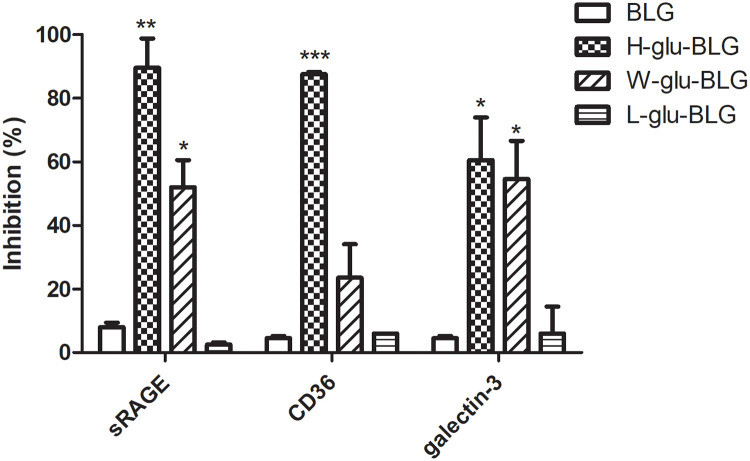 BLG
H-glu-BLG
W-glu-BLG
L-glu-BLG
Inhibition (%)
100
80
60
40
20
0
**
*
***
*
*
sRAGE
CD36
galectin-3